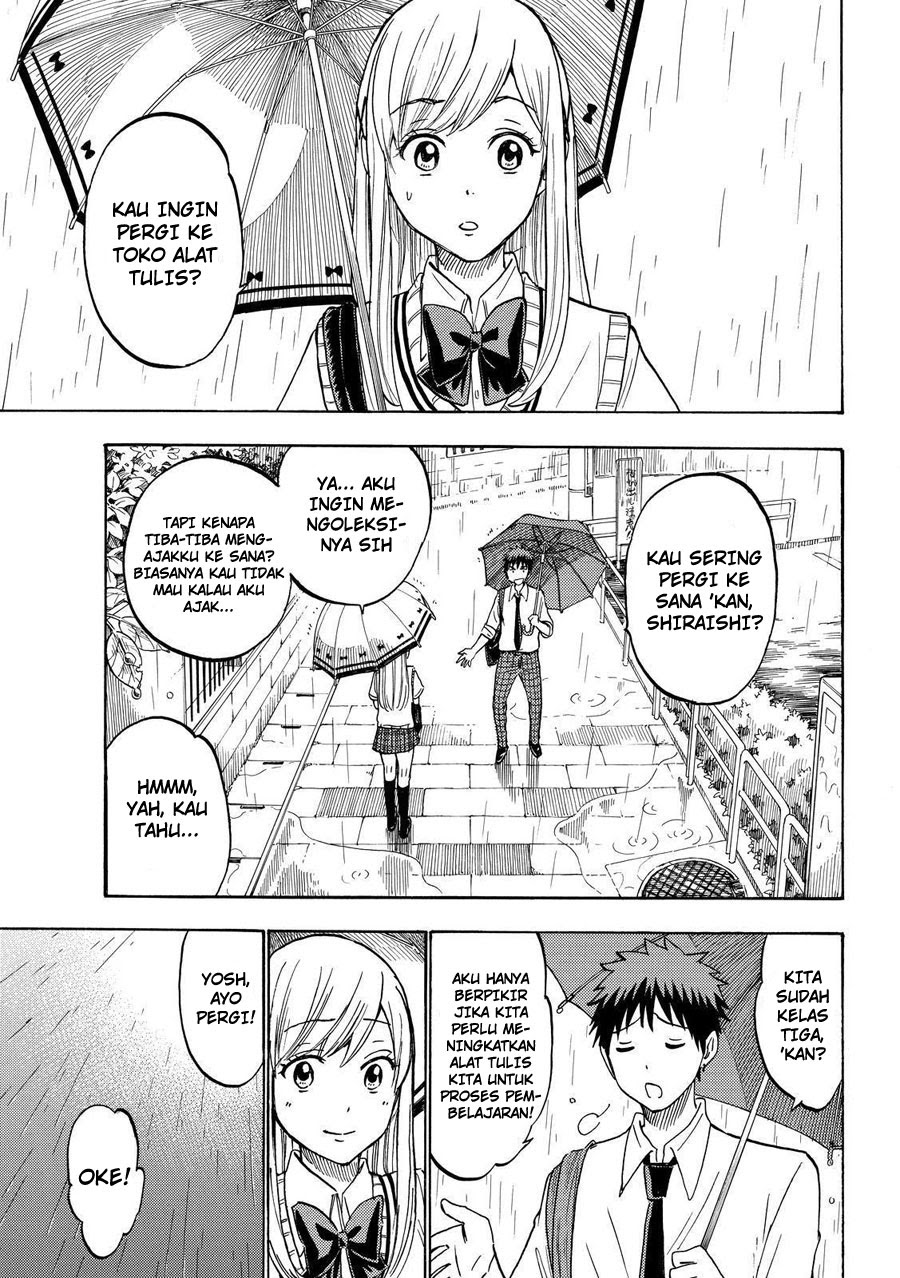 KAU INGIN
PERGI KE
TOKO ALAT
TULIS?
KAU SERING
PERGI KE
SANA 'KAN,
SHIRAISHI?
YA... AKU
INGIN ME-
NGOLEKSI-
NYA SIH
TAPI KENAPA
TIBA-TIBA MENG-
AJAKKU KE SANA?
BIASANYA KAU TIDAK
MAU KALAU AKU
AJAK...
HMMM,
YAH, KAU
TAHU...
KITA
SUDAH
KELAS
TIGA,
'KAN?
AKU HANYA
BERPIKIR
JIKA KITA
PERLU ME-
NINGKATKAN
ALAT TULIS
KITA UNTUK
PROSES PEM-
BELAJARAN!
YOSH,
AYO
PERGI!
OKE!